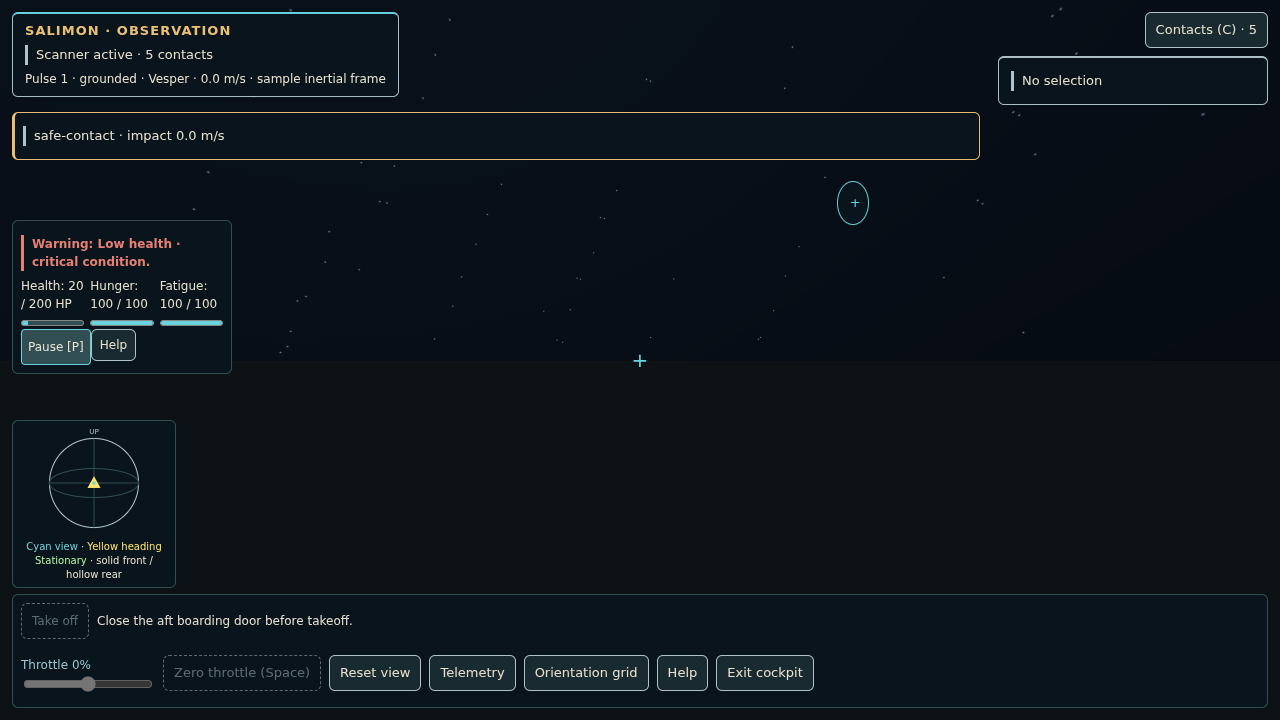 SALIMON · OBSERVATION
Scanner active · 5 contacts
Pulse 1 · grounded · Vesper · 0.0 m/s · sample inertial frame
Contacts (C) · 5
No selection
safe-contact · impact 0.0 m/s
Warning: Low health ·
critical condition.
Health: 20 Hunger: Fatigue:
/ 200 HP 100 / 100 100 / 100
Pause [P] Help
UP
Cyan view · Yellow heading
Stationary · solid front /
hollow rear
Take off Close the aft boarding door before takeoff.
Throttle 0%
Zero throttle (Space) Reset view Telemetry Orientation grid Help Exit cockpit